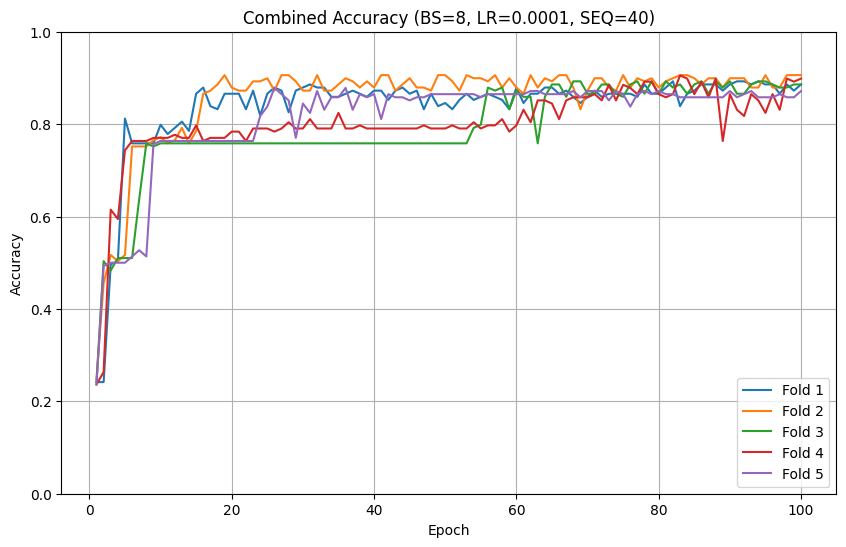 Combined Accuracy (BS=8, LR=0.0001, SEQ=40)
1.0
0.8
0.6
0.4
0.2
0.0
Accuracy
0 20 40 60 80 100
Epoch
Fold 1
Fold 2
Fold 3
Fold 4
Fold 5